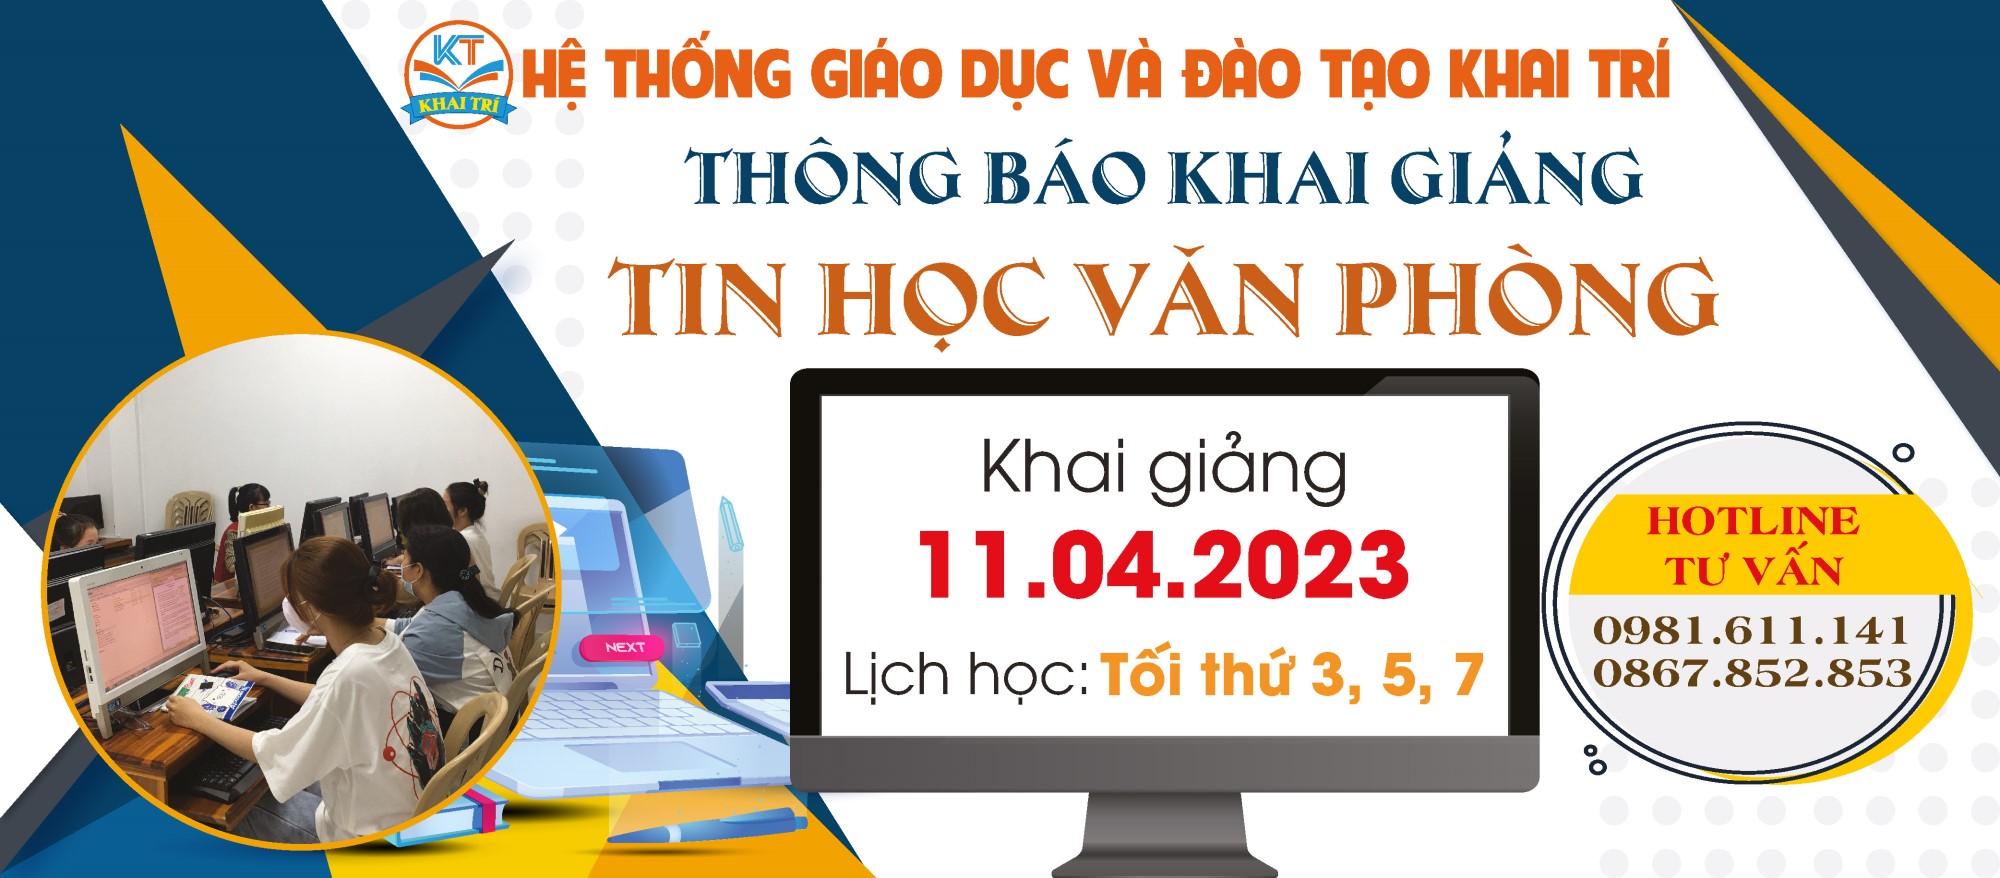 KT
KHAI TRÍ
HỆ THỐNG GIÁO DỤC VÀ ĐÀO TẠO KHAI TRÍ
THÔNG BÁO KHAI GIẢNG
TIN HỌC VĂN PHÒNG
Khai giảng
11.04.2023
Lịch học: Tối thứ 3, 5, 7
HOTLINE
TƯ VẤN
0981.611.141
0867.852.853
NEXT